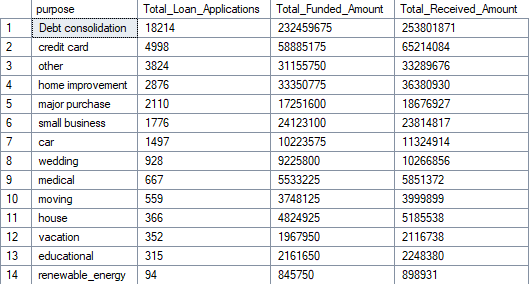 purpose Total_Loan_Applications Total_Funded_Amount Total_Received_Amount
1 Debt consolidation 18214 232459675 253801871
2 credit card 4998 58885175 65214084
3 other 3824 31155750 33289676
4 home improvement 2876 33350775 36380930
5 major purchase 2110 17251600 18676927
6 small business 1776 24123100 23814817
7 car 1497 10223575 11324914
8 wedding 928 9225800 10266856
9 medical 667 5533225 5851372
10 moving 559 3748125 3999899
11 house 366 4824925 5185538
12 vacation 352 1967950 2116738
13 educational 315 2161650 2248380
14 renewable_energy 94 845750 898931